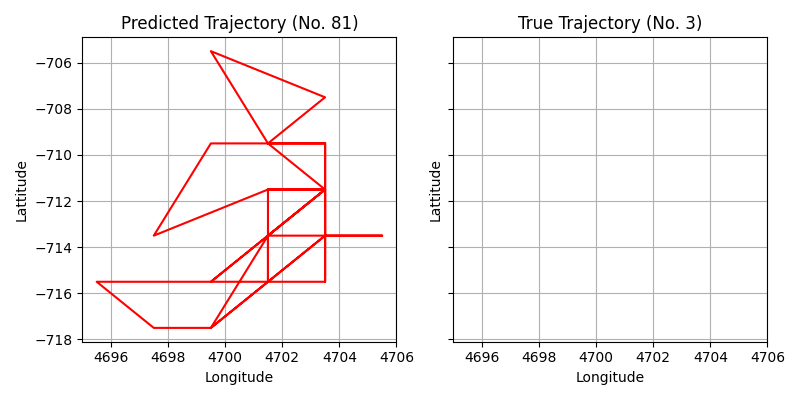 Predicted Trajectory (No. 81)
True Trajectory (No. 3)
−706
−708
−710
−712
−714
−716
−718
Lattitude
Lattitude
4696 4698 4700 4702 4704 4706
4696 4698 4700 4702 4704 4706
Longitude
Longitude